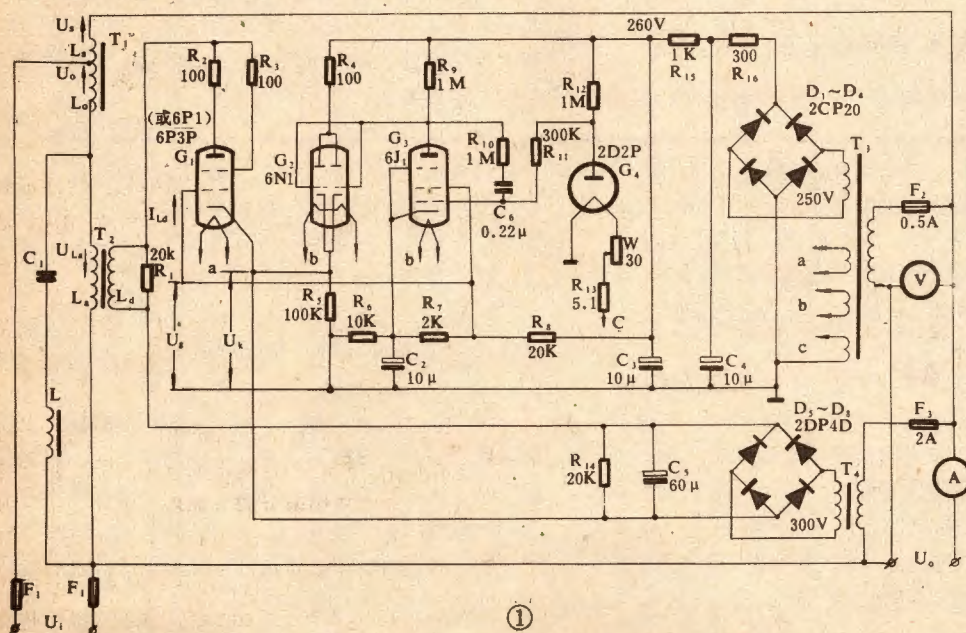 Us
Ls
Uo
Lo
T1
R2
100
R3
100
R4
100
R9
1M
260V
1K
R15
300
R16
R12
1M
D1~D4
2CP20
(或6P1)
6P3P
G1
G2
6N1
G3
6J1
R10
1M
300K
R11
2D2P
G4
T3
F2
0.5A
250V
ILd
C6
0.22μ
a
b
b
W
30
R13
5.1
C
a
b
c
V
C1
ULa
La
T2
Ld
20k
R1
Ug
Uk
R5
100K
R6
10K
R7
2K
R8
20K
C2
10μ
C3
10μ
C4
10μ
L
D5~D8
2DP4D
F3
2A
R14
20K
C5
60μ
300V
T4
A
Uo
F1
F1
Ui
①